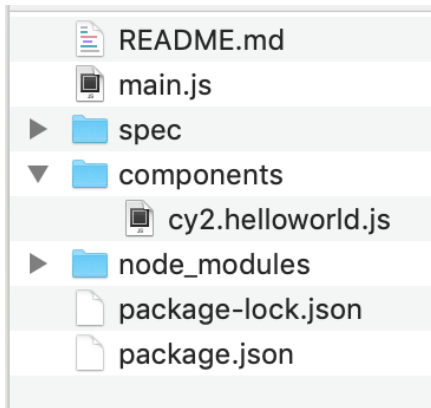 README.md
main.js
spec
components
cy2.helloworld.js
node_modules
package-lock.json
package.json